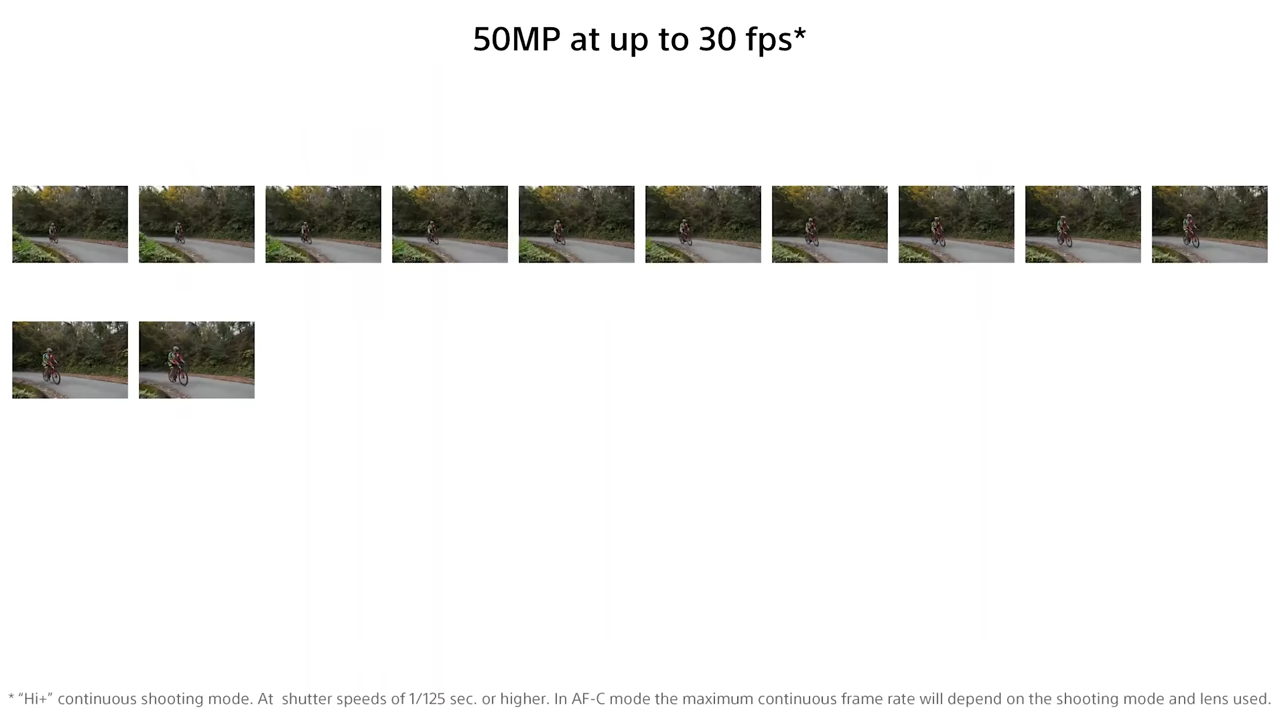 50MP at up to 30 fps*
* “Hi+” continuous shooting mode. At  shutter speeds of 1/125 sec. or higher. In AF-C mode the maximum continuous frame rate will depend on the shooting mode and lens used.